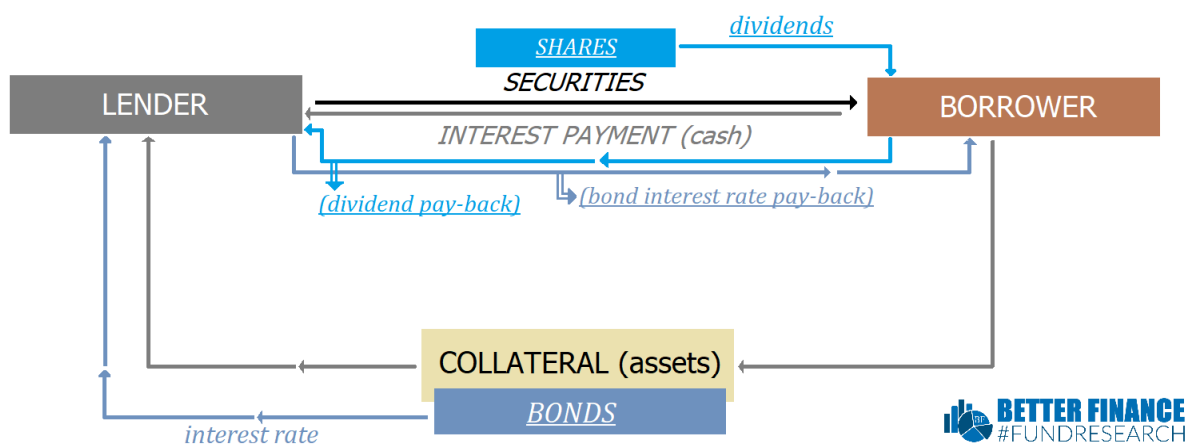 dividends
SHARES
SECURITIES
LENDER
BORROWER
INTEREST PAYMENT (cash)
(dividend pay-back)
(bond interest rate pay-back)
COLLATERAL (assets)
BONDS
interest rate
BETTER FINANCE
#FUNDRESEARCH